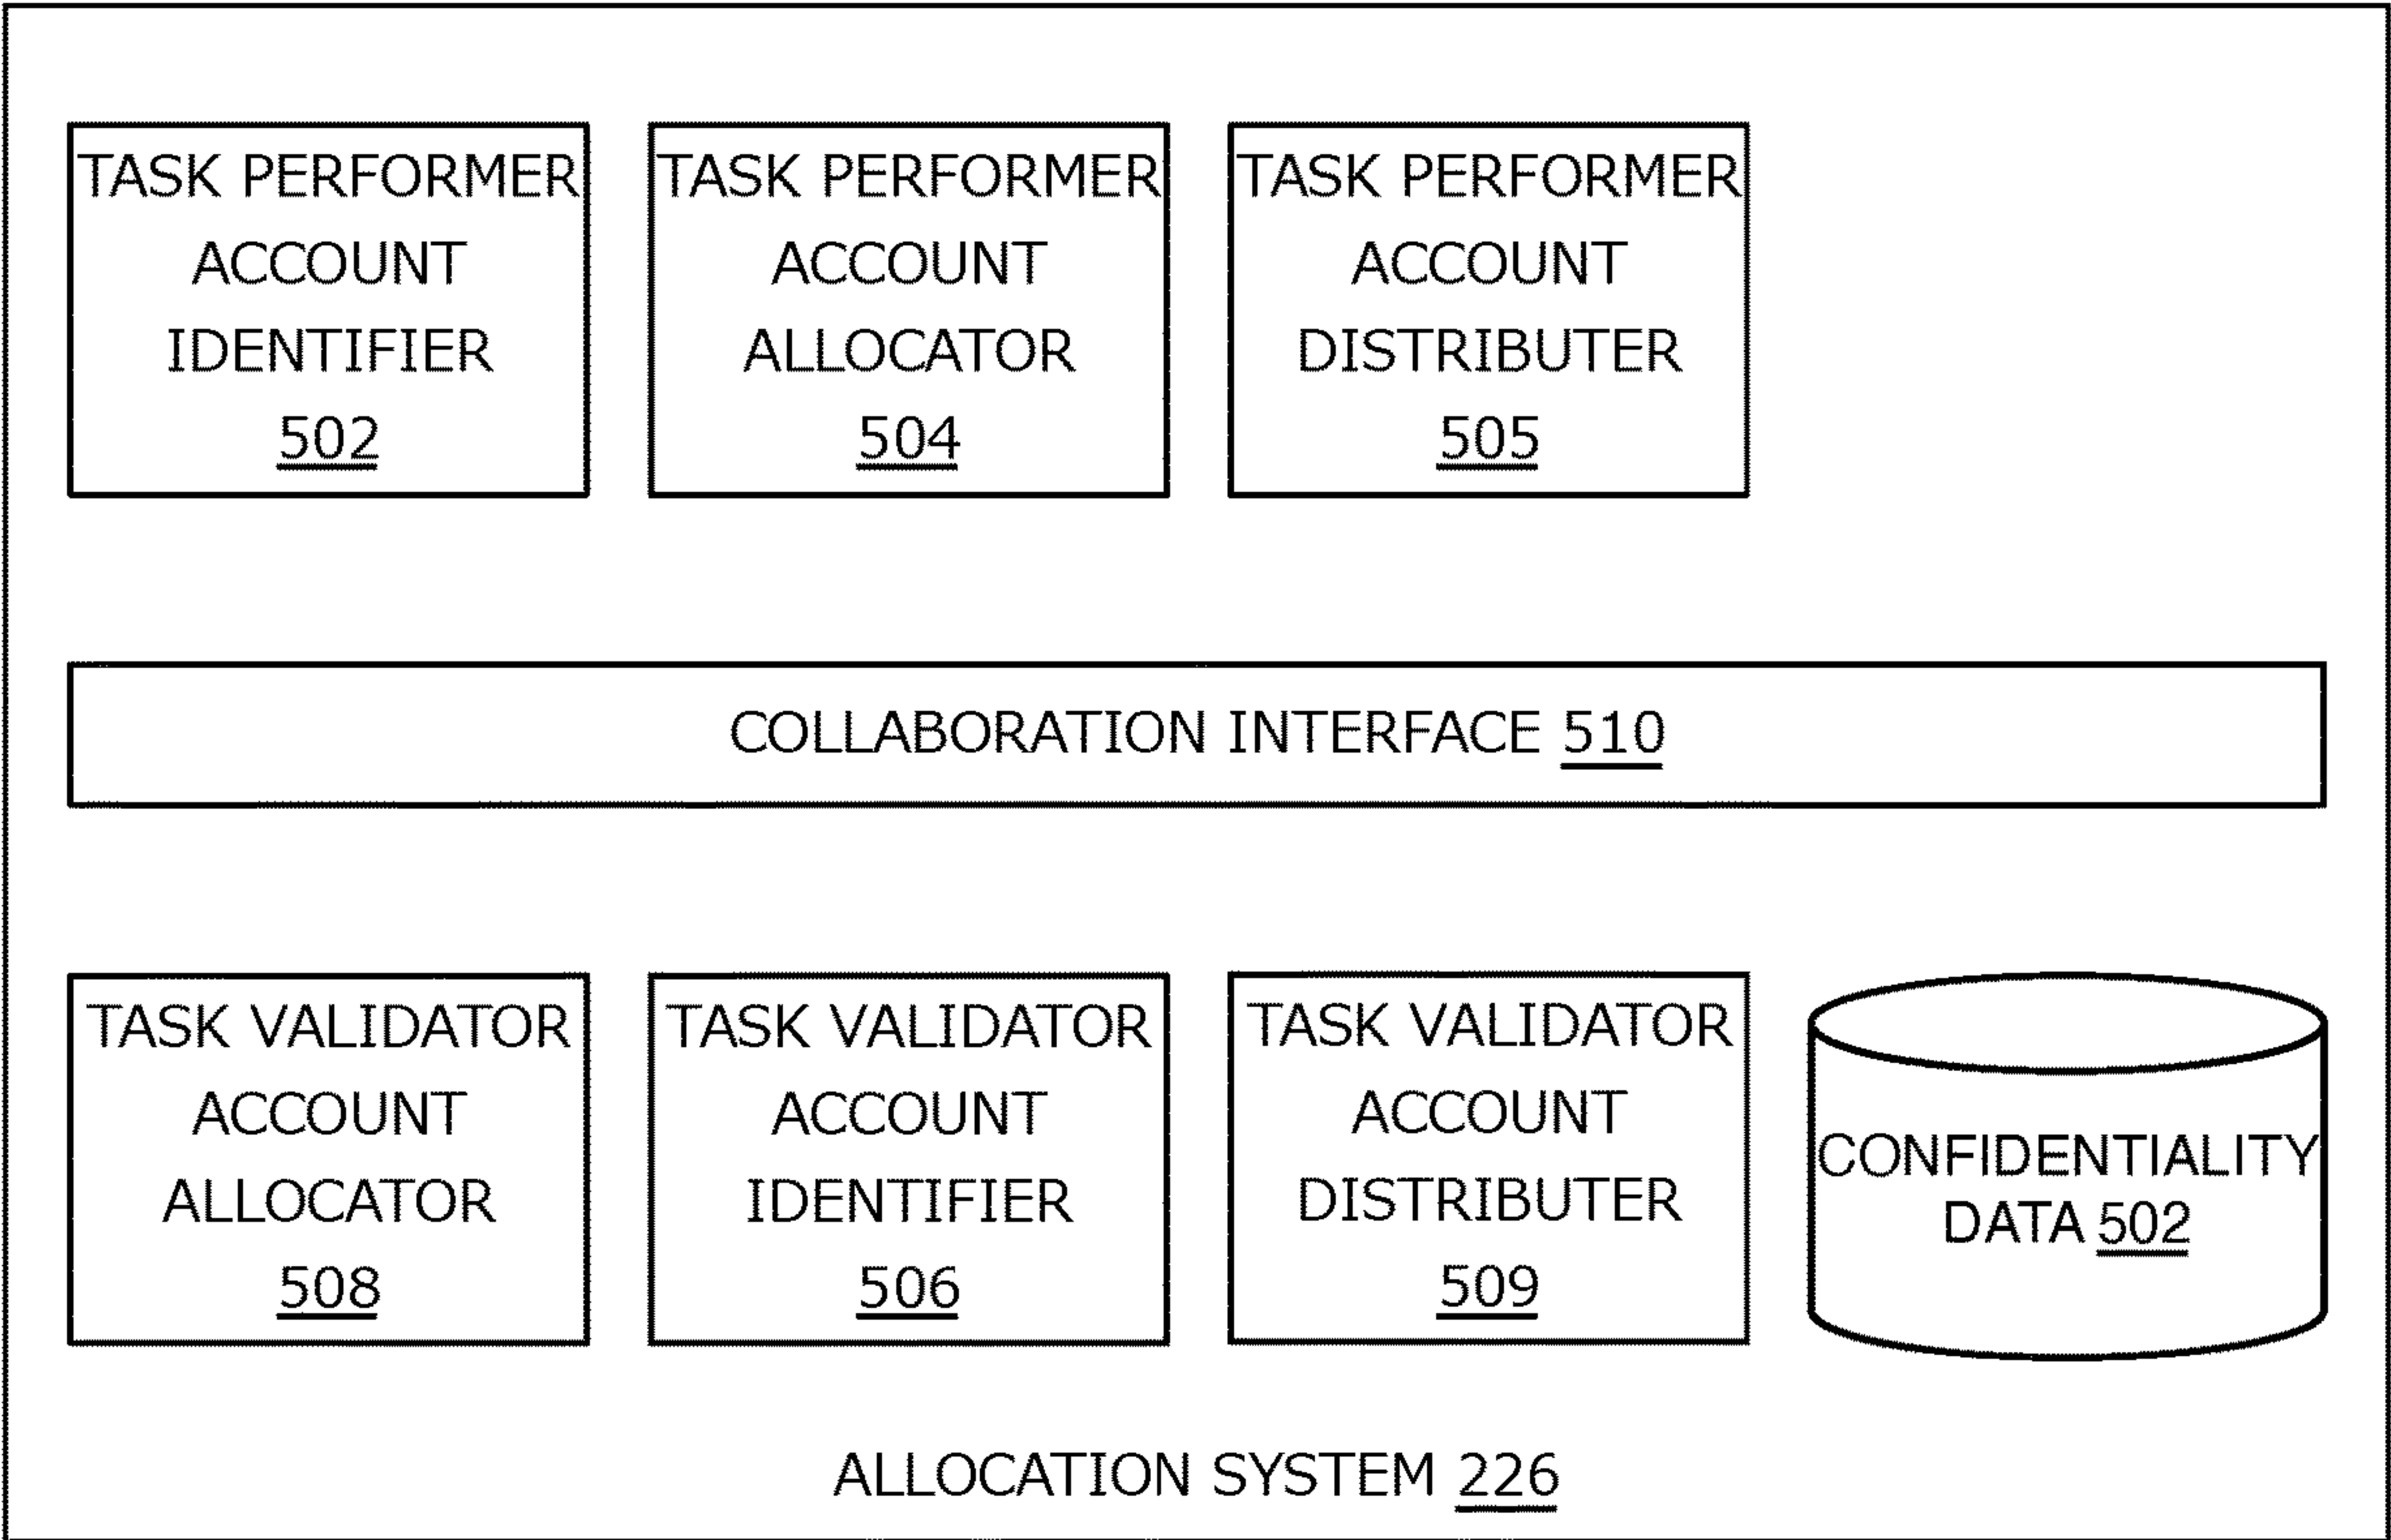 TASK PERFORMER
ACCOUNT
IDENTIFIER
502
TASK PERFORMER
ACCOUNT
ALLOCATOR
504
TASK PERFORMER
ACCOUNT
DISTRIBUTER
505
COLLABORATION INTERFACE 510
TASK VALIDATOR
ACCOUNT
ALLOCATOR
508
TASK VALIDATOR
ACCOUNT
IDENTIFIER
506
TASK VALIDATOR
ACCOUNT
DISTRIBUTER
509
CONFIDENTIALITY
DATA 502
ALLOCATION SYSTEM 226